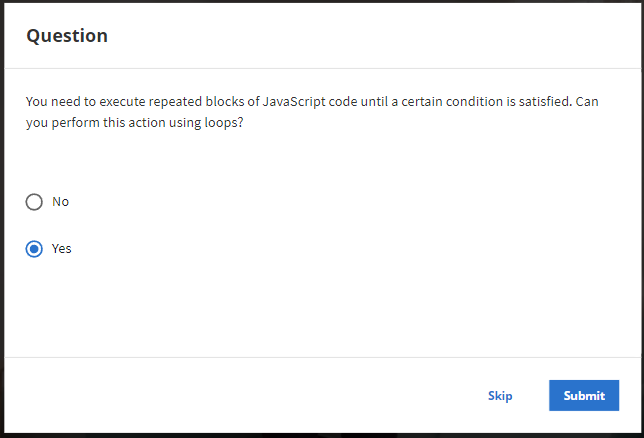 Question
You need to execute repeated blocks of JavaScript code until a certain condition is satisfied. Can
you perform this action using loops?
No
Yes
Skip
Submit